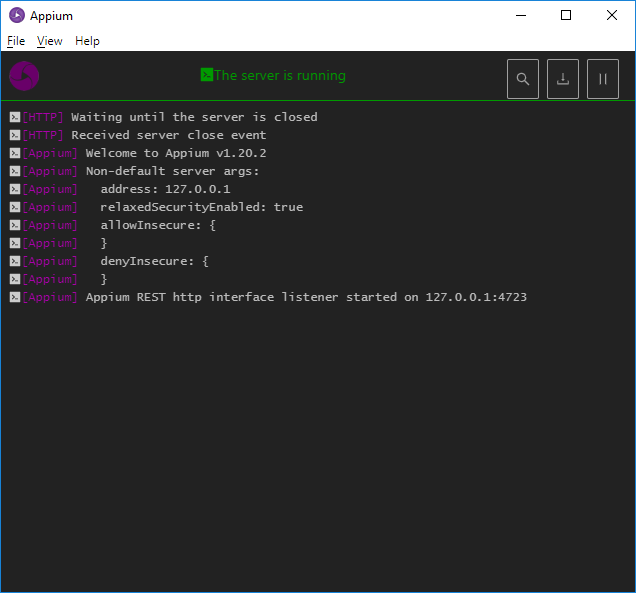 Appium
File View Help
The server is running
[HTTP] Waiting until the server is closed
[HTTP] Received server close event
[Appium] Welcome to Appium v1.20.2
[Appium] Non-default server args:
[Appium]   address: 127.0.0.1
[Appium]   relaxedSecurityEnabled: true
[Appium]   allowInsecure: {
[Appium]   }
[Appium]   denyInsecure: {
[Appium]   }
[Appium] Appium REST http interface listener started on 127.0.0.1:4723